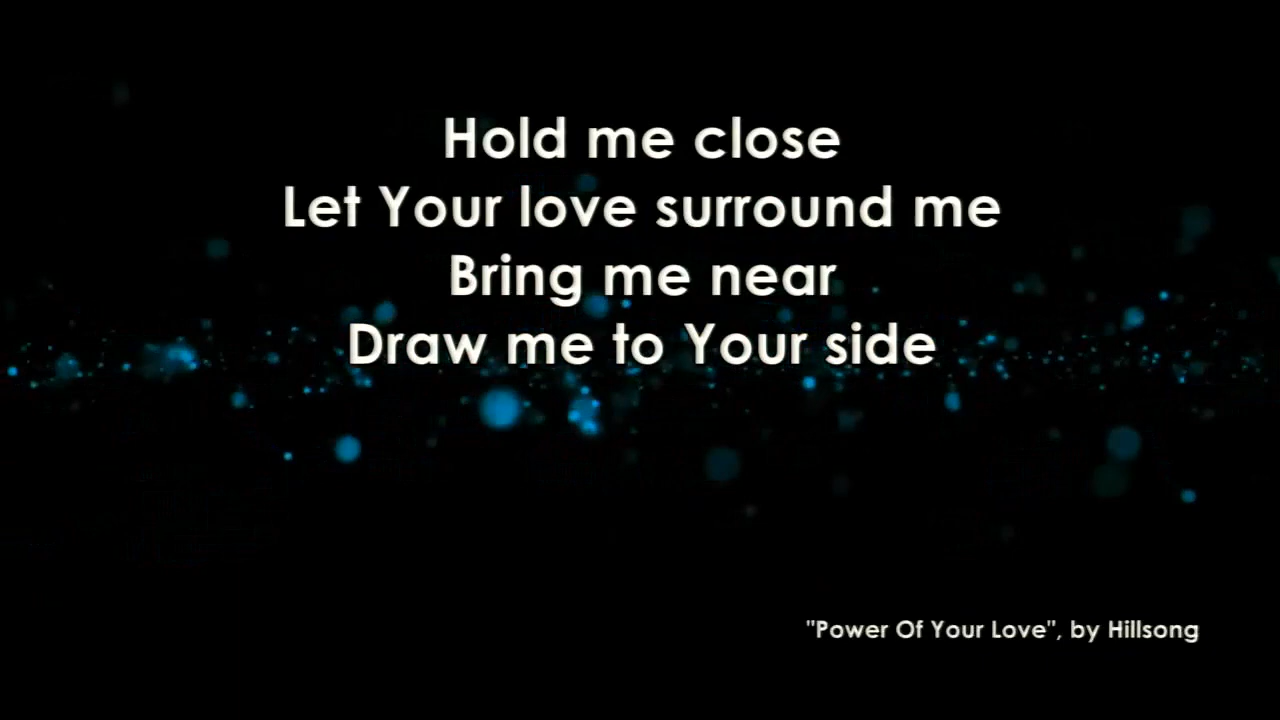 Hold me close
Let Your love surround me
Bring me near
Draw me to Your side
"Power Of Your Love", by Hillsong